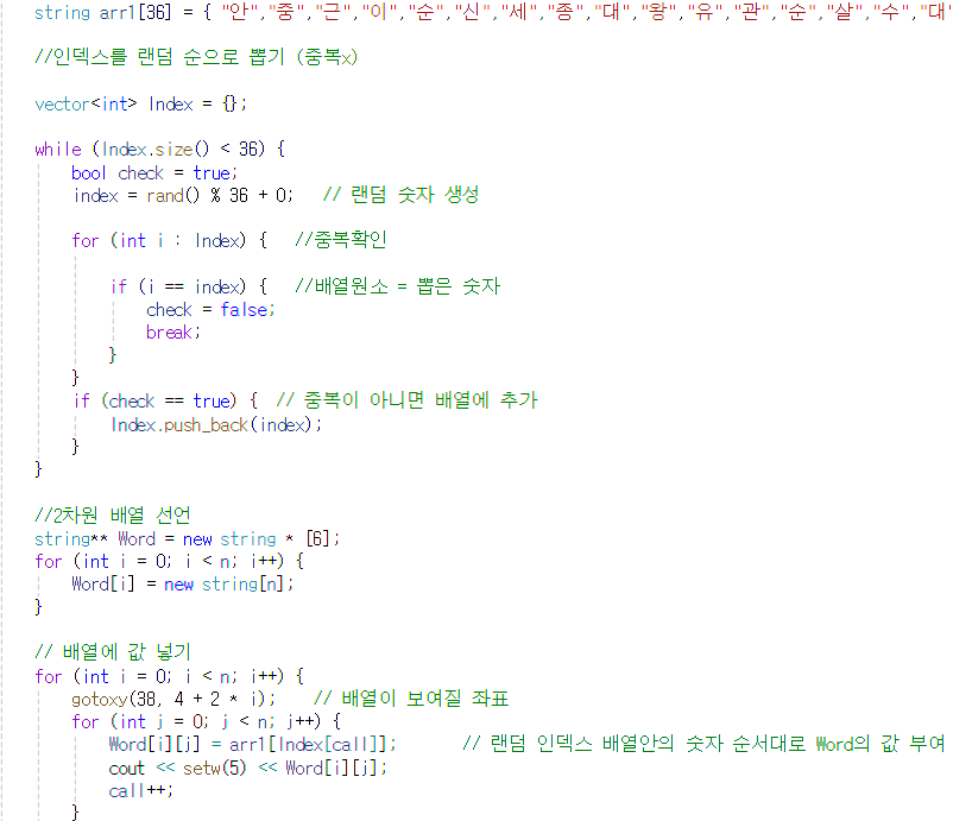 string arr1[36] = { "안","중","근","이","순","신","세","종","대","왕","유","관","순","살","수","대"
//인덱스를 랜덤 순으로 뽑기 (중복x)
vector<int> Index = {};
while (Index.size() < 36) {
bool check = true;
index = rand() % 36 + 0; // 랜덤 숫자 생성
for (int i : Index) { //중복확인
if (i == index) { //배열원소 = 뽑은 숫자
check = false;
break;
}
}
if (check == true) { // 중복이 아니면 배열에 추가
Index.push_back(index);
}
}
//2차원 배열 선언
string** Word = new string * [6];
for (int i = 0; i < n; i++) {
Word[i] = new string[n];
}
// 배열에 값 넣기
for (int i = 0; i < n; i++) {
gotoxy(38, 4 + 2 * i); // 배열이 보여질 좌표
for (int j = 0; j < n; j++) {
Word[i][j] = arr1[Index[call]]; // 랜덤 인덱스 배열안의 숫자 순서대로 Word의 값 부여
cout << setw(5) << Word[i][j];
call++;
}